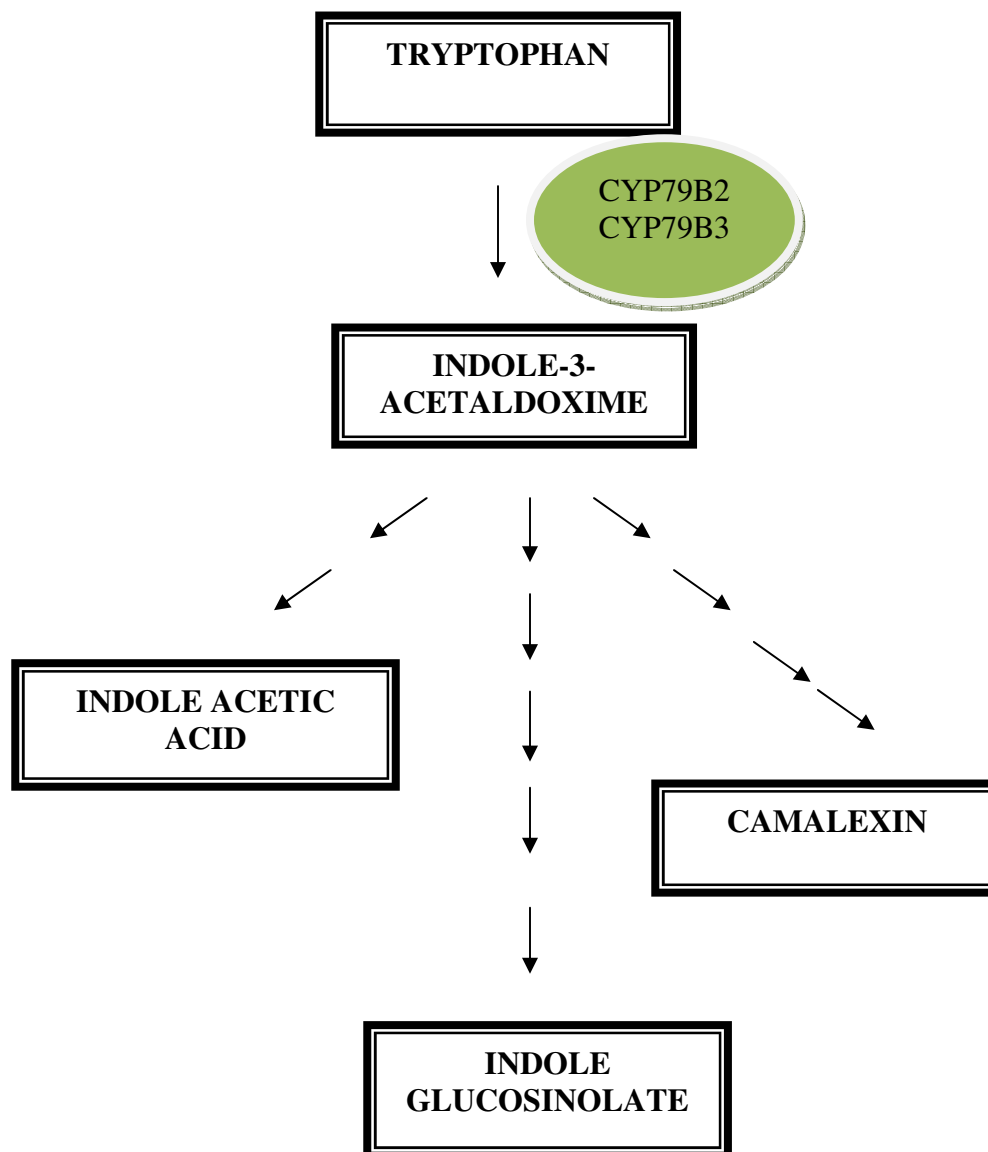 TRYPTOPHAN
CYP79B2
CYP79B3
INDOLE-3-
ACETALDOXIME
INDOLE ACETIC
ACID
CAMALEXIN
INDOLE
GLUCOSINOLATE